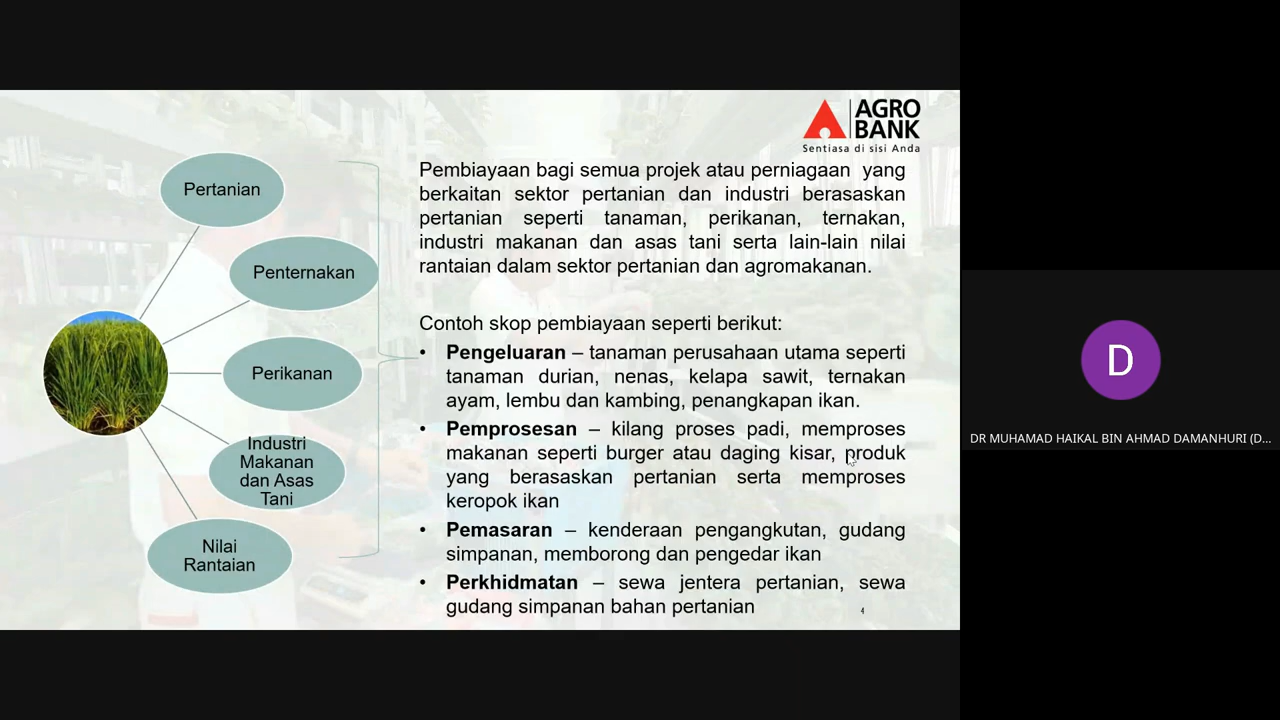 AGRO
BANK
Sentiasa di sisi Anda
Pertanian
Penternakan
Perikanan
Industri
Makanan
dan Asas
Tani
Nilai
Rantaian
Pembiayaan bagi semua projek atau perniagaan yang
berkaitan sektor pertanian dan industri berasaskan
pertanian seperti tanaman, perikanan, ternakan,
industri makanan dan asas tani serta lain-lain nilai
rantaian dalam sektor pertanian dan agromakanan.
Contoh skop pembiayaan seperti berikut:
• Pengeluaran – tanaman perusahaan utama seperti
tanaman durian, nenas, kelapa sawit, ternakan
ayam, lembu dan kambing, penangkapan ikan.
• Pemprosesan – kilang proses padi, memproses
makanan seperti burger atau daging kisar, produk
yang berasaskan pertanian serta memproses
keropok ikan
• Pemasaran – kenderaan pengangkutan, gudang
simpanan, memborong dan pengedar ikan
• Perkhidmatan – sewa jentera pertanian, sewa
gudang simpanan bahan pertanian
4
D
DR MUHAMAD HAIKAL BIN AHMAD DAMANHURI (D...